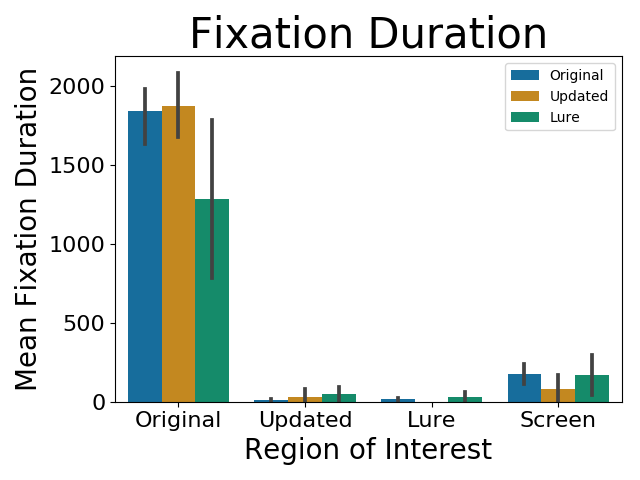 Fixation Duration
Original
Updated
Lure
Mean Fixation Duration
2000
1500
1000
500
0
Original Updated Lure Screen
Region of Interest